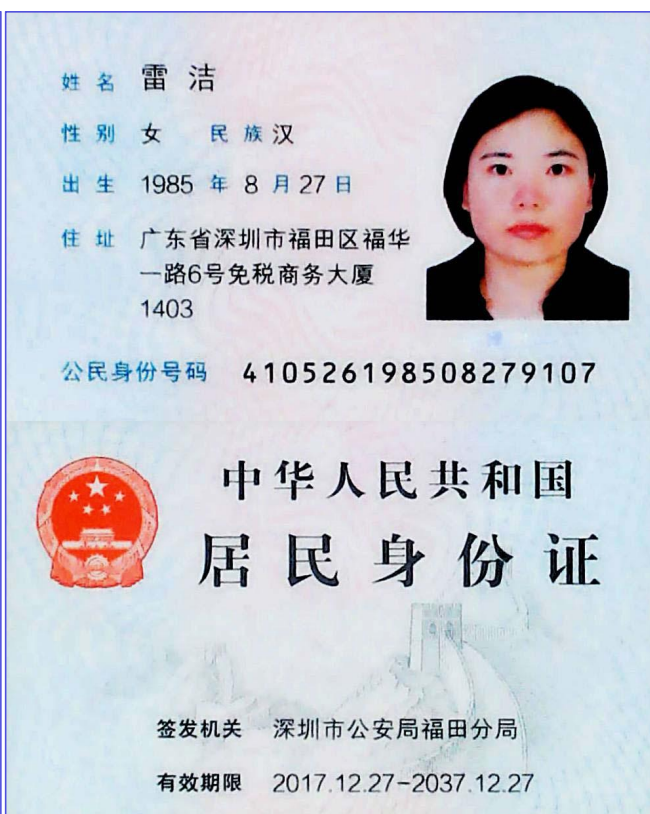 姓名 雷洁
性别 女 民族 汉
出生 1985 年 8 月 27 日
住址 广东省深圳市福田区福华
一路6号免税商务大厦
1403
公民身份号码 410526198508279107
中华人民共和国
居民身份证
签发机关 深圳市公安局福田分局
有效期限 2017.12.27-2037.12.27